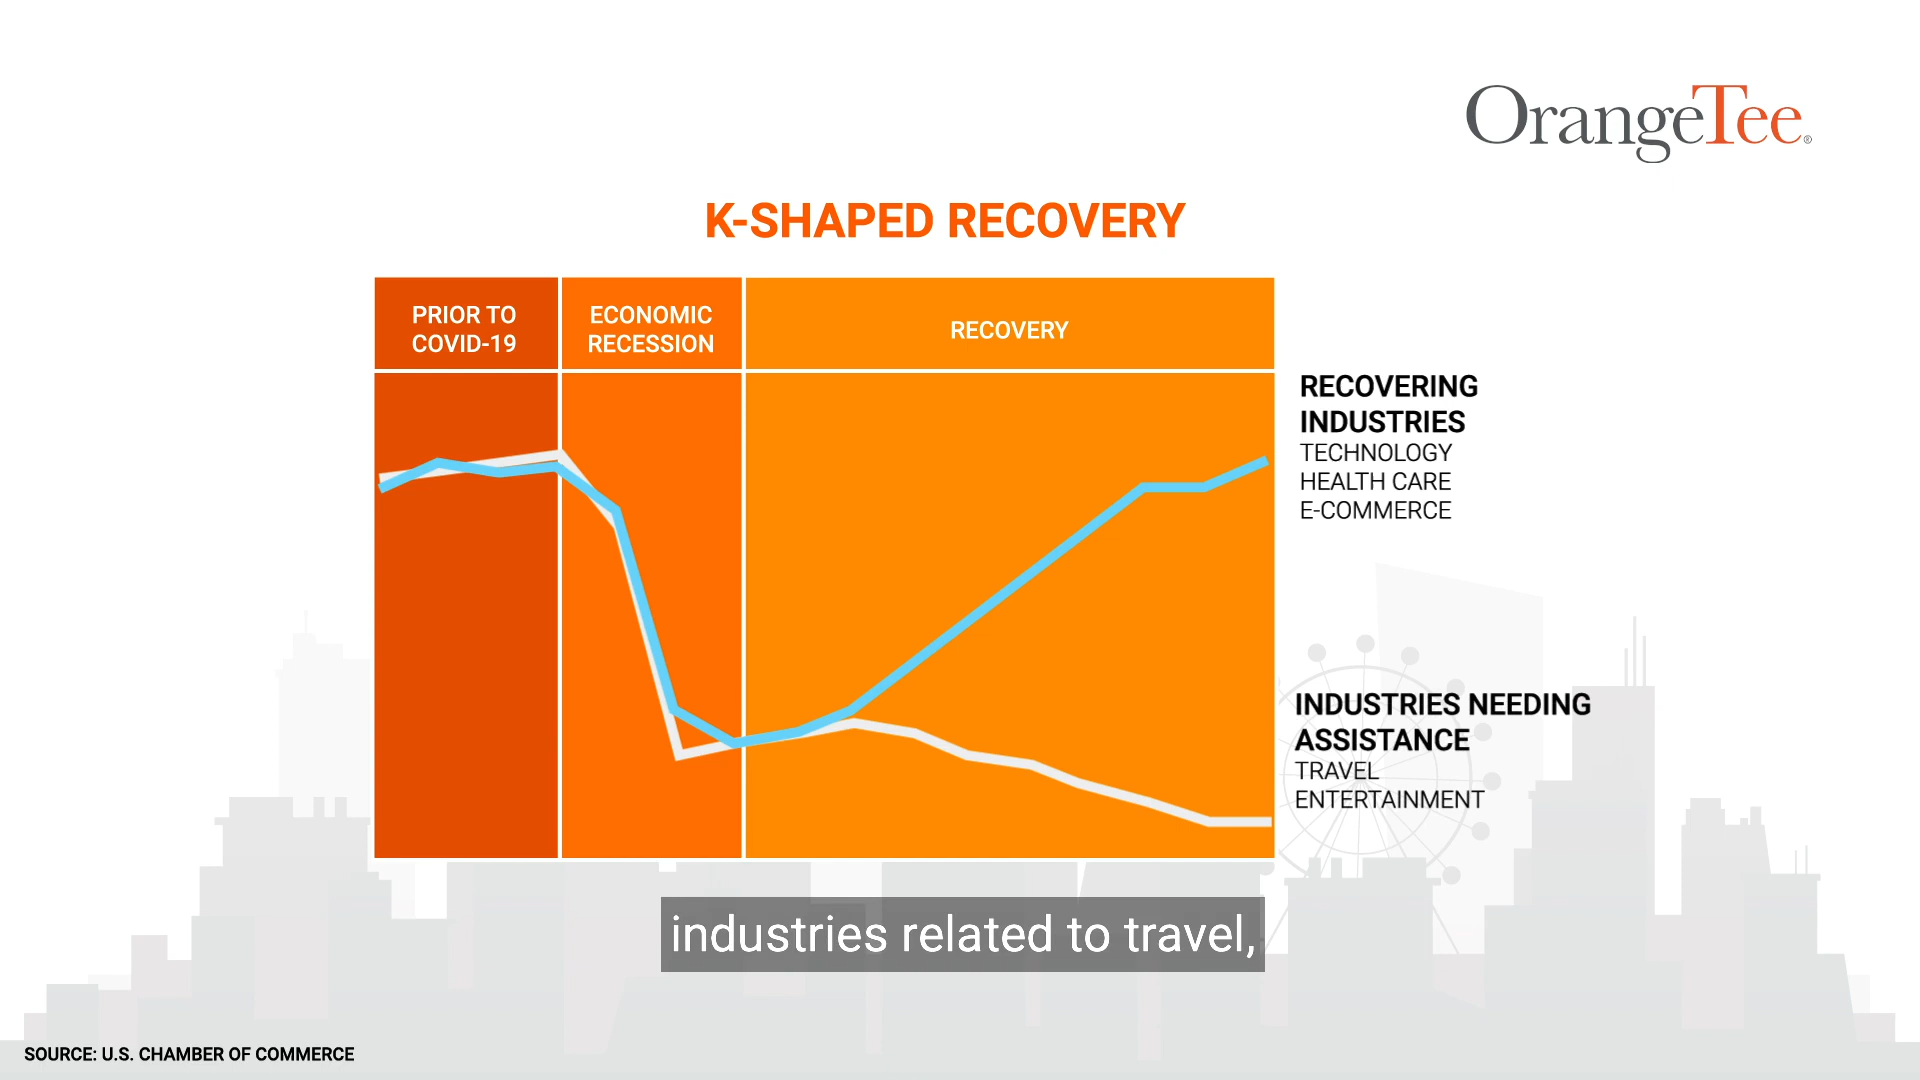 OrangeTee®
K-SHAPED RECOVERY
PRIOR TO
COVID-19
ECONOMIC
RECESSION
RECOVERY
RECOVERING
INDUSTRIES
TECHNOLOGY
HEALTH CARE
E-COMMERCE
INDUSTRIES NEEDING
ASSISTANCE
TRAVEL
ENTERTAINMENT
industries related to travel,
SOURCE: U.S. CHAMBER OF COMMERCE